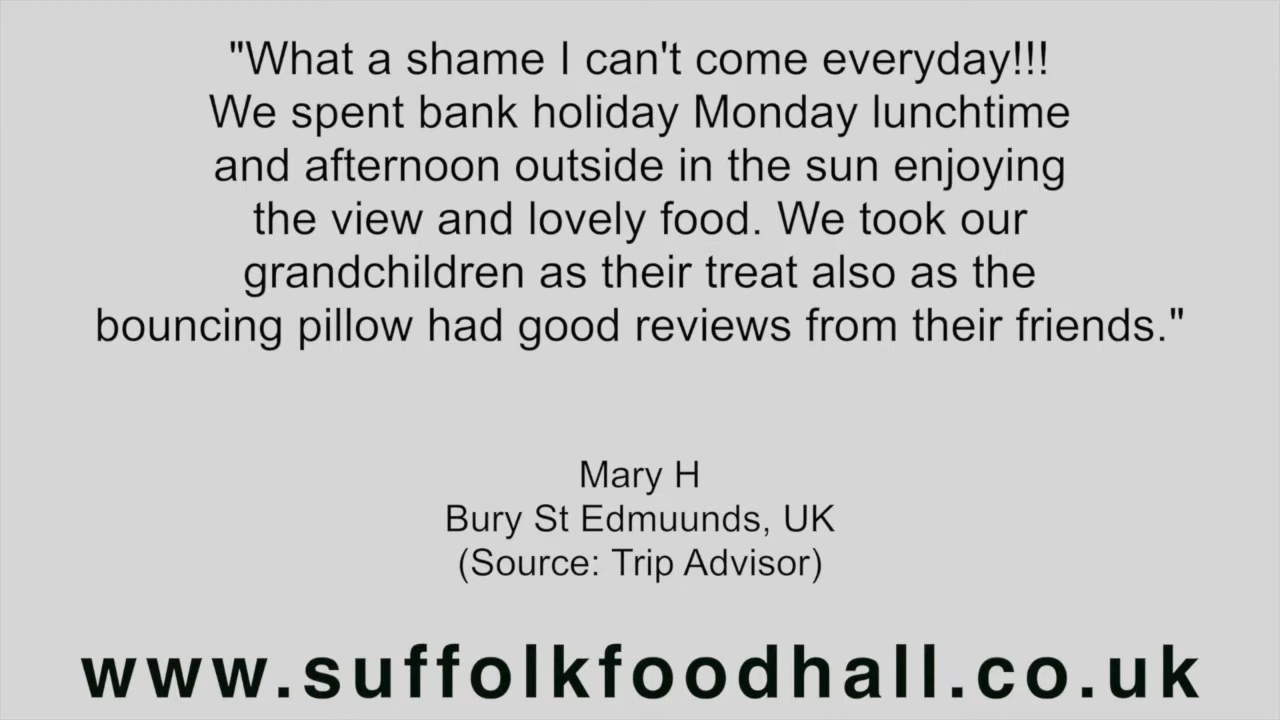 "What a shame I can't come everyday!!!
We spent bank holiday Monday lunchtime
and afternoon outside in the sun enjoying
the view and lovely food. We took our
grandchildren as their treat also as the
bouncing pillow had good reviews from their friends."
Mary H
Bury St Edmuunds, UK
(Source: Trip Advisor)
www.suffolkfoodhall.co.uk